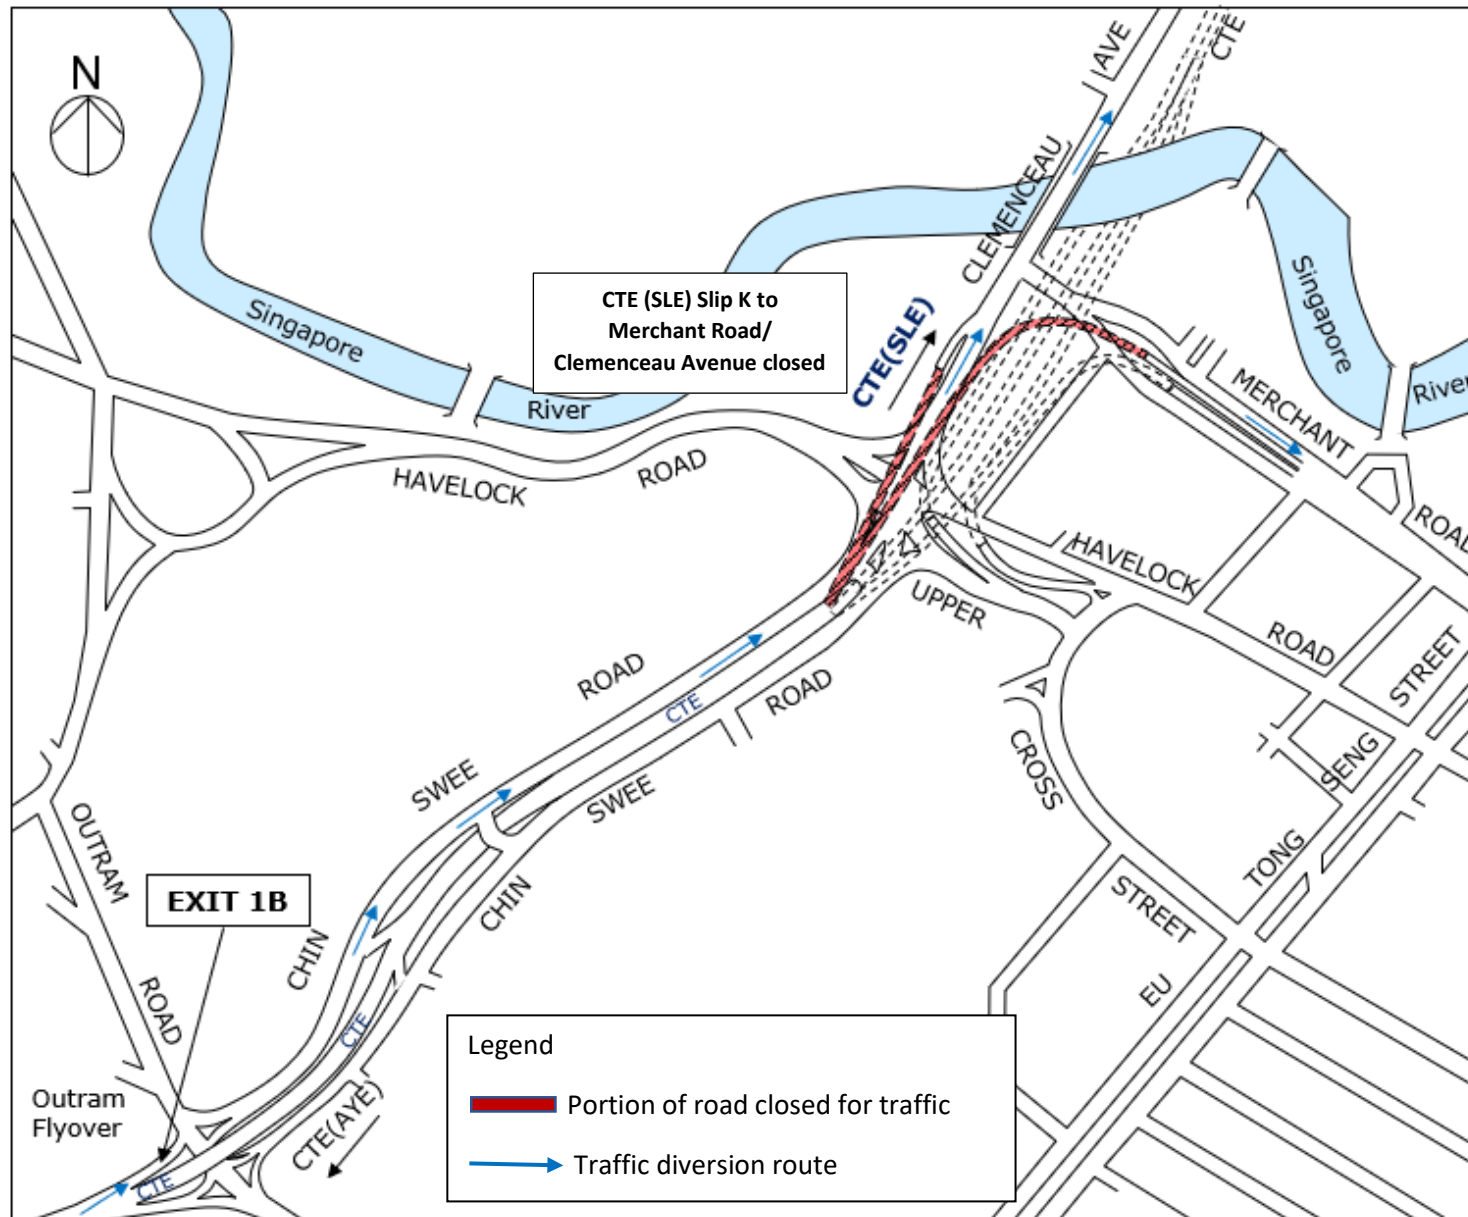 N
AVE
CTE
CLEMENCEAU
Singapore
River
CTE (SLE) Slip K to
Merchant Road/
Clemenceau Avenue closed
CTE(SLE)
Singapore
River
MERCHANT
ROAD
HAVELOCK
ROAD
HAVELOCK
ROAD
UPPER
CROSS
STREET
ROAD
CTE
ROAD
SWEE
SWEE
CHIN
CHIN
STREET
SENG
TONG
EU
OUTRAM
ROAD
EXIT 1B
CTE
Outram
Flyover
CTE
CTE(AYE)
Legend
Portion of road closed for traffic
Traffic diversion route